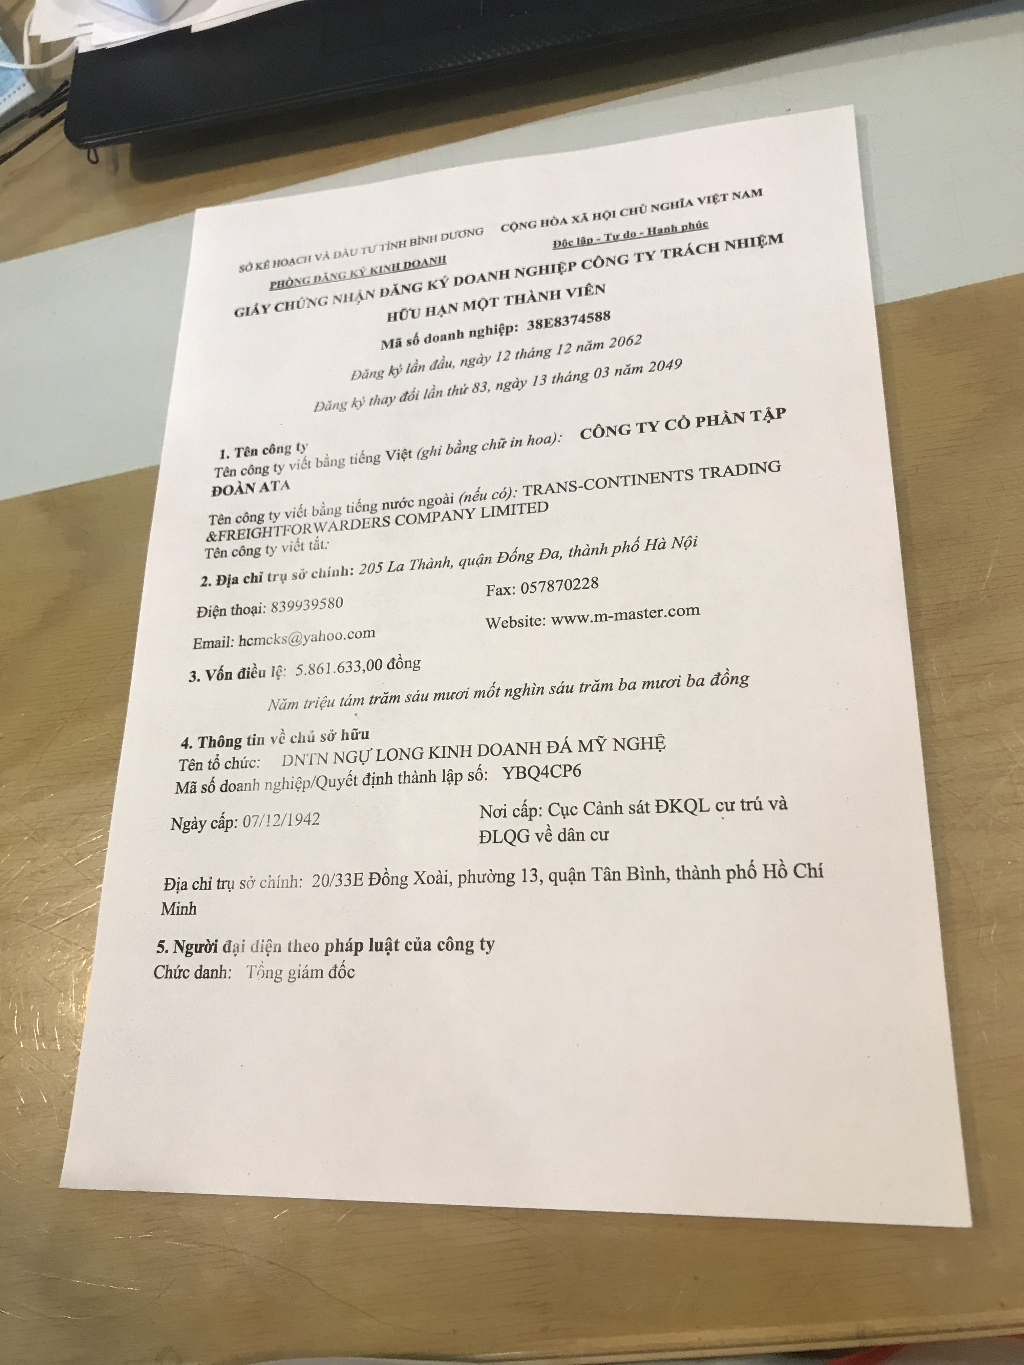 SỞ KẾ HOẠCH VÀ ĐẦU TƯ TỈNH BÌNH DƯƠNG CỘNG HÒA XÃ HỘI CHỦ NGHĨA VIỆT NAM
PHÒNG ĐĂNG KÝ KINH DOANH Độc lập - Tự do - Hạnh phúc
GIẤY CHỨNG NHẬN ĐĂNG KÝ DOANH NGHIỆP CÔNG TY TRÁCH NHIỆM
HỮU HẠN MỘT THÀNH VIÊN
Mã số doanh nghiệp: 38E8374588
Đăng ký lần đầu, ngày 12 tháng 12 năm 2062
Đăng ký thay đổi lần thứ 83, ngày 13 tháng 03 năm 2049
1. Tên công ty
Tên công ty viết bằng tiếng Việt (ghi bằng chữ in hoa): CÔNG TY CỔ PHẦN TẬP
ĐOÀN ATA
Tên công ty viết bằng tiếng nước ngoài (nếu có): TRANS-CONTINENTS TRADING
&FREIGHTFORWARDERS COMPANY LIMITED
Tên công ty viết tắt:
2. Địa chỉ trụ sở chính: 205 La Thành, quận Đống Đa, thành phố Hà Nội
Điện thoại: 839939580 Fax: 057870228
Email: hcmcks@yahoo.com Website: www.m-master.com
3. Vốn điều lệ: 5.861.633,00 đồng
Năm triệu tám trăm sáu mươi mốt nghìn sáu trăm ba mươi ba đồng
4. Thông tin về chủ sở hữu
Tên tổ chức: DNTN NGỰ LONG KINH DOANH ĐÁ MỸ NGHỆ
Mã số doanh nghiệp/Quyết định thành lập số: YBQ4CP6
Ngày cấp: 07/12/1942 Nơi cấp: Cục Cảnh sát ĐKQL cư trú và
ĐLQG về dân cư
Địa chỉ trụ sở chính: 20/33E Đồng Xoài, phường 13, quận Tân Bình, thành phố Hồ Chí
Minh
5. Người đại diện theo pháp luật của công ty
Chức danh: Tổng giám đốc